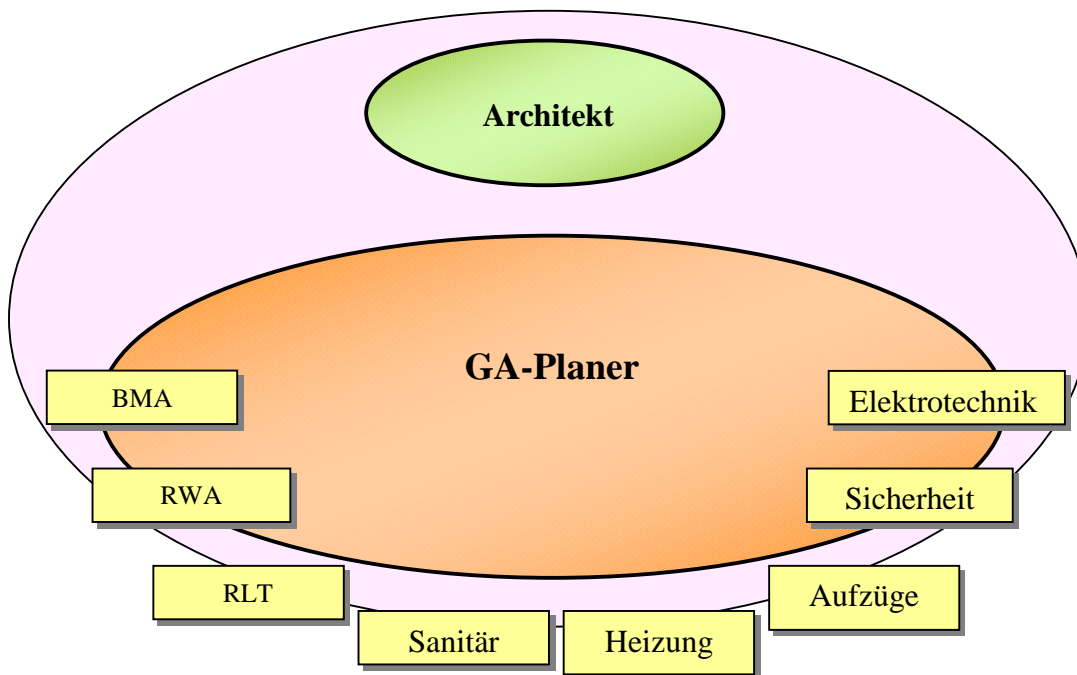 Architekt
GA-Planer
BMA
Elektrotechnik
RWA
Sicherheit
RLT
Aufzüge
Sanitär
Heizung